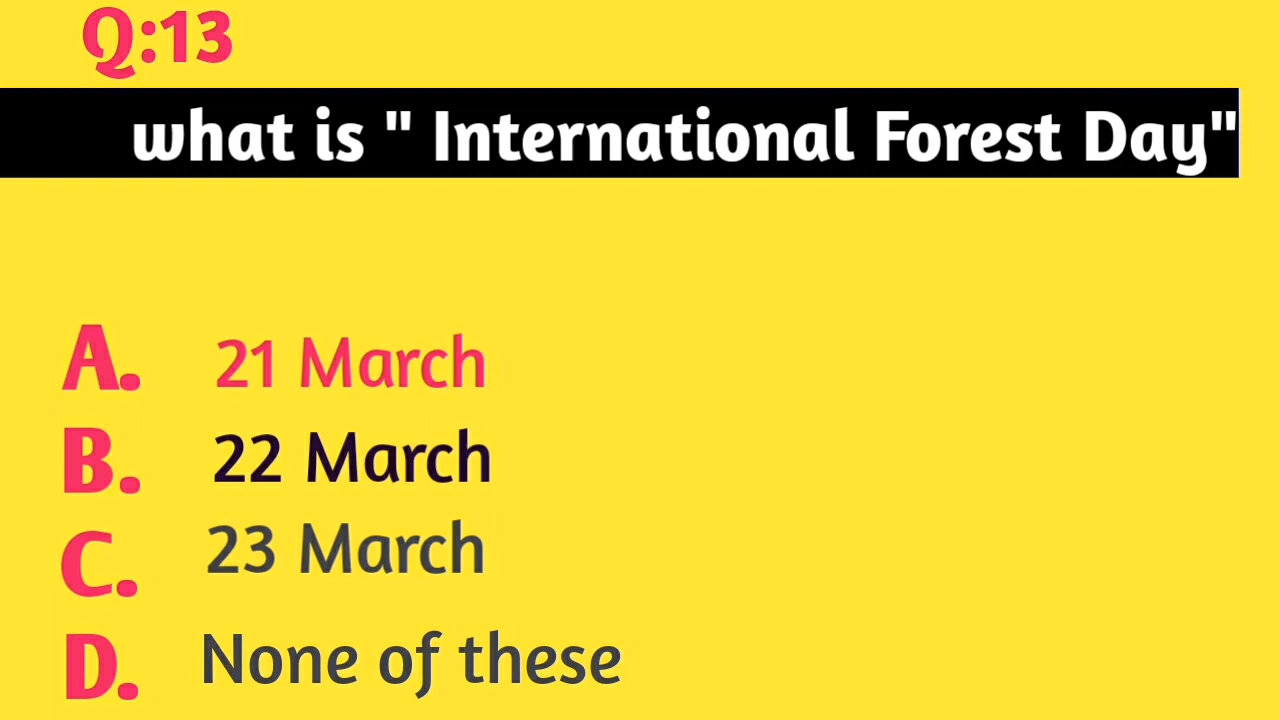 Q:13
what is " International Forest Day"
A. 21 March
B. 22 March
C. 23 March
D. None of these